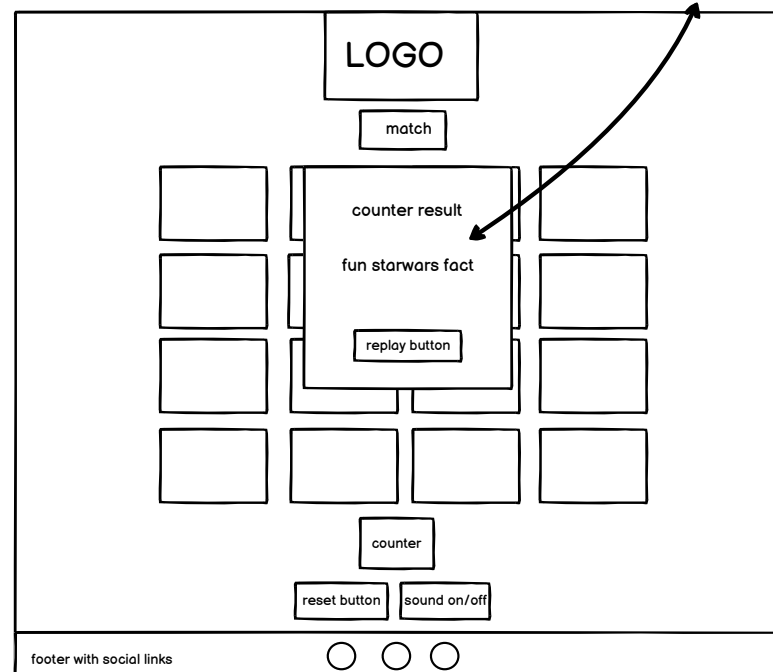 LOGO
match
counter result
fun starwars fact
replay button
counter
reset button
sound on/off
footer with social links